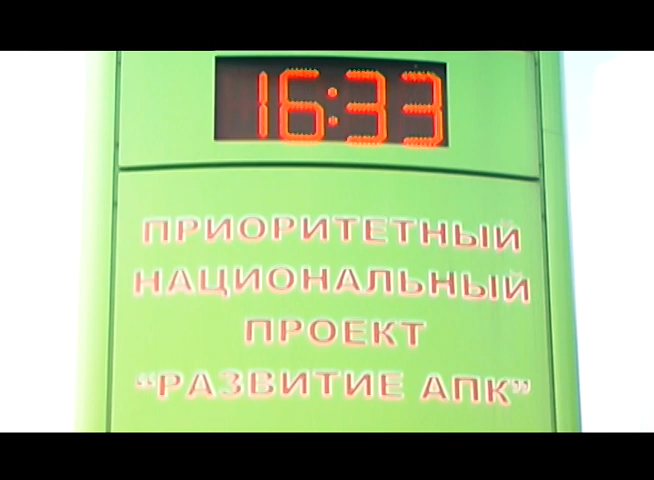 16:33
ПРИОРИТЕТНЫЙ
НАЦИОНАЛЬНЫЙ
ПРОЕКТ
“РАЗВИТИЕ АПК”